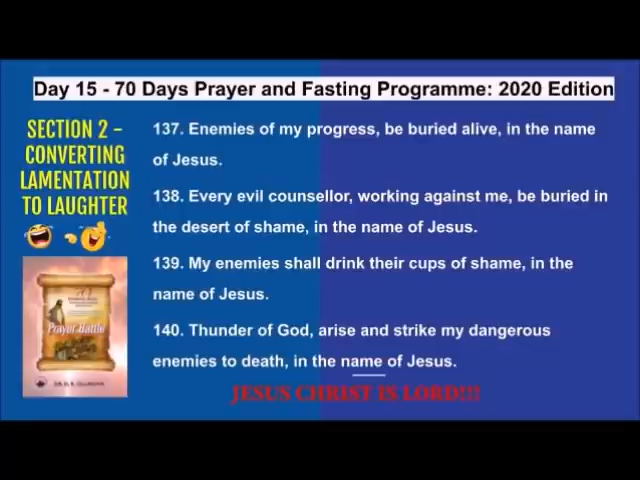 Day 15 - 70 Days Prayer and Fasting Programme: 2020 Edition
SECTION 2 -
CONVERTING
LAMENTATION
TO LAUGHTER
137. Enemies of my progress, be buried alive, in the name
of Jesus.
138. Every evil counsellor, working against me, be buried in
the desert of shame, in the name of Jesus.
139. My enemies shall drink their cups of shame, in the
name of Jesus.
140. Thunder of God, arise and strike my dangerous
enemies to death, in the name of Jesus.
JESUS CHRIST IS LORD!!!
70
Prayer Battle